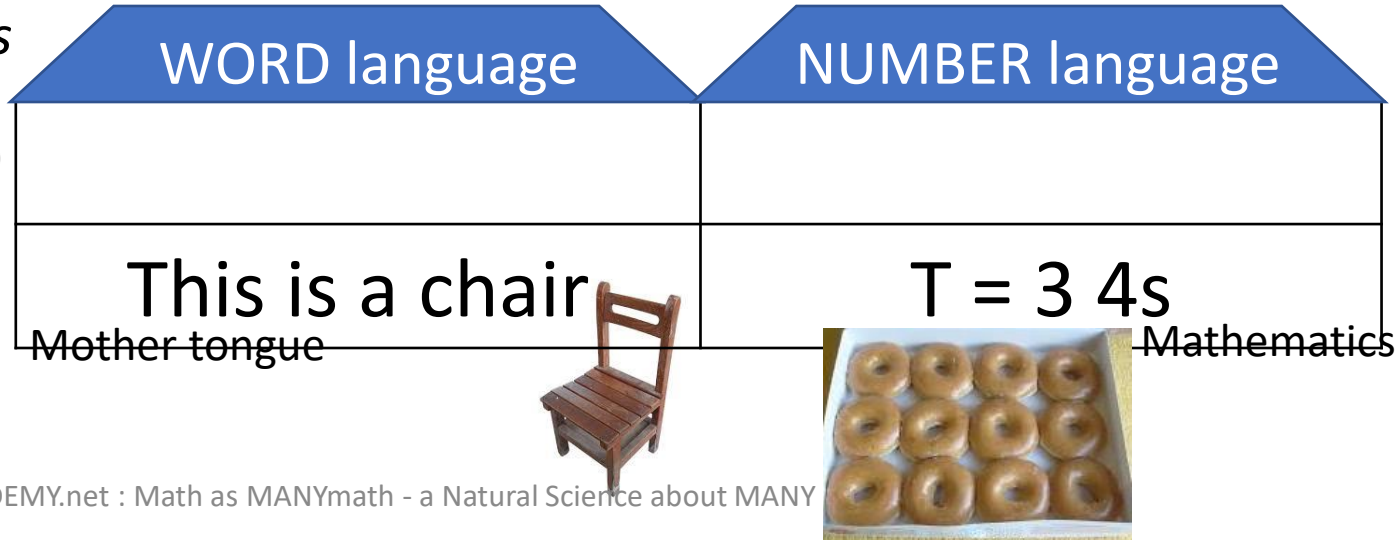 WORD language
NUMBER language
This is a chair
T = 3 4s
Mother tongue
Mathematics
DEMY.net : Math as MANYmath - a Natural Science about MANY